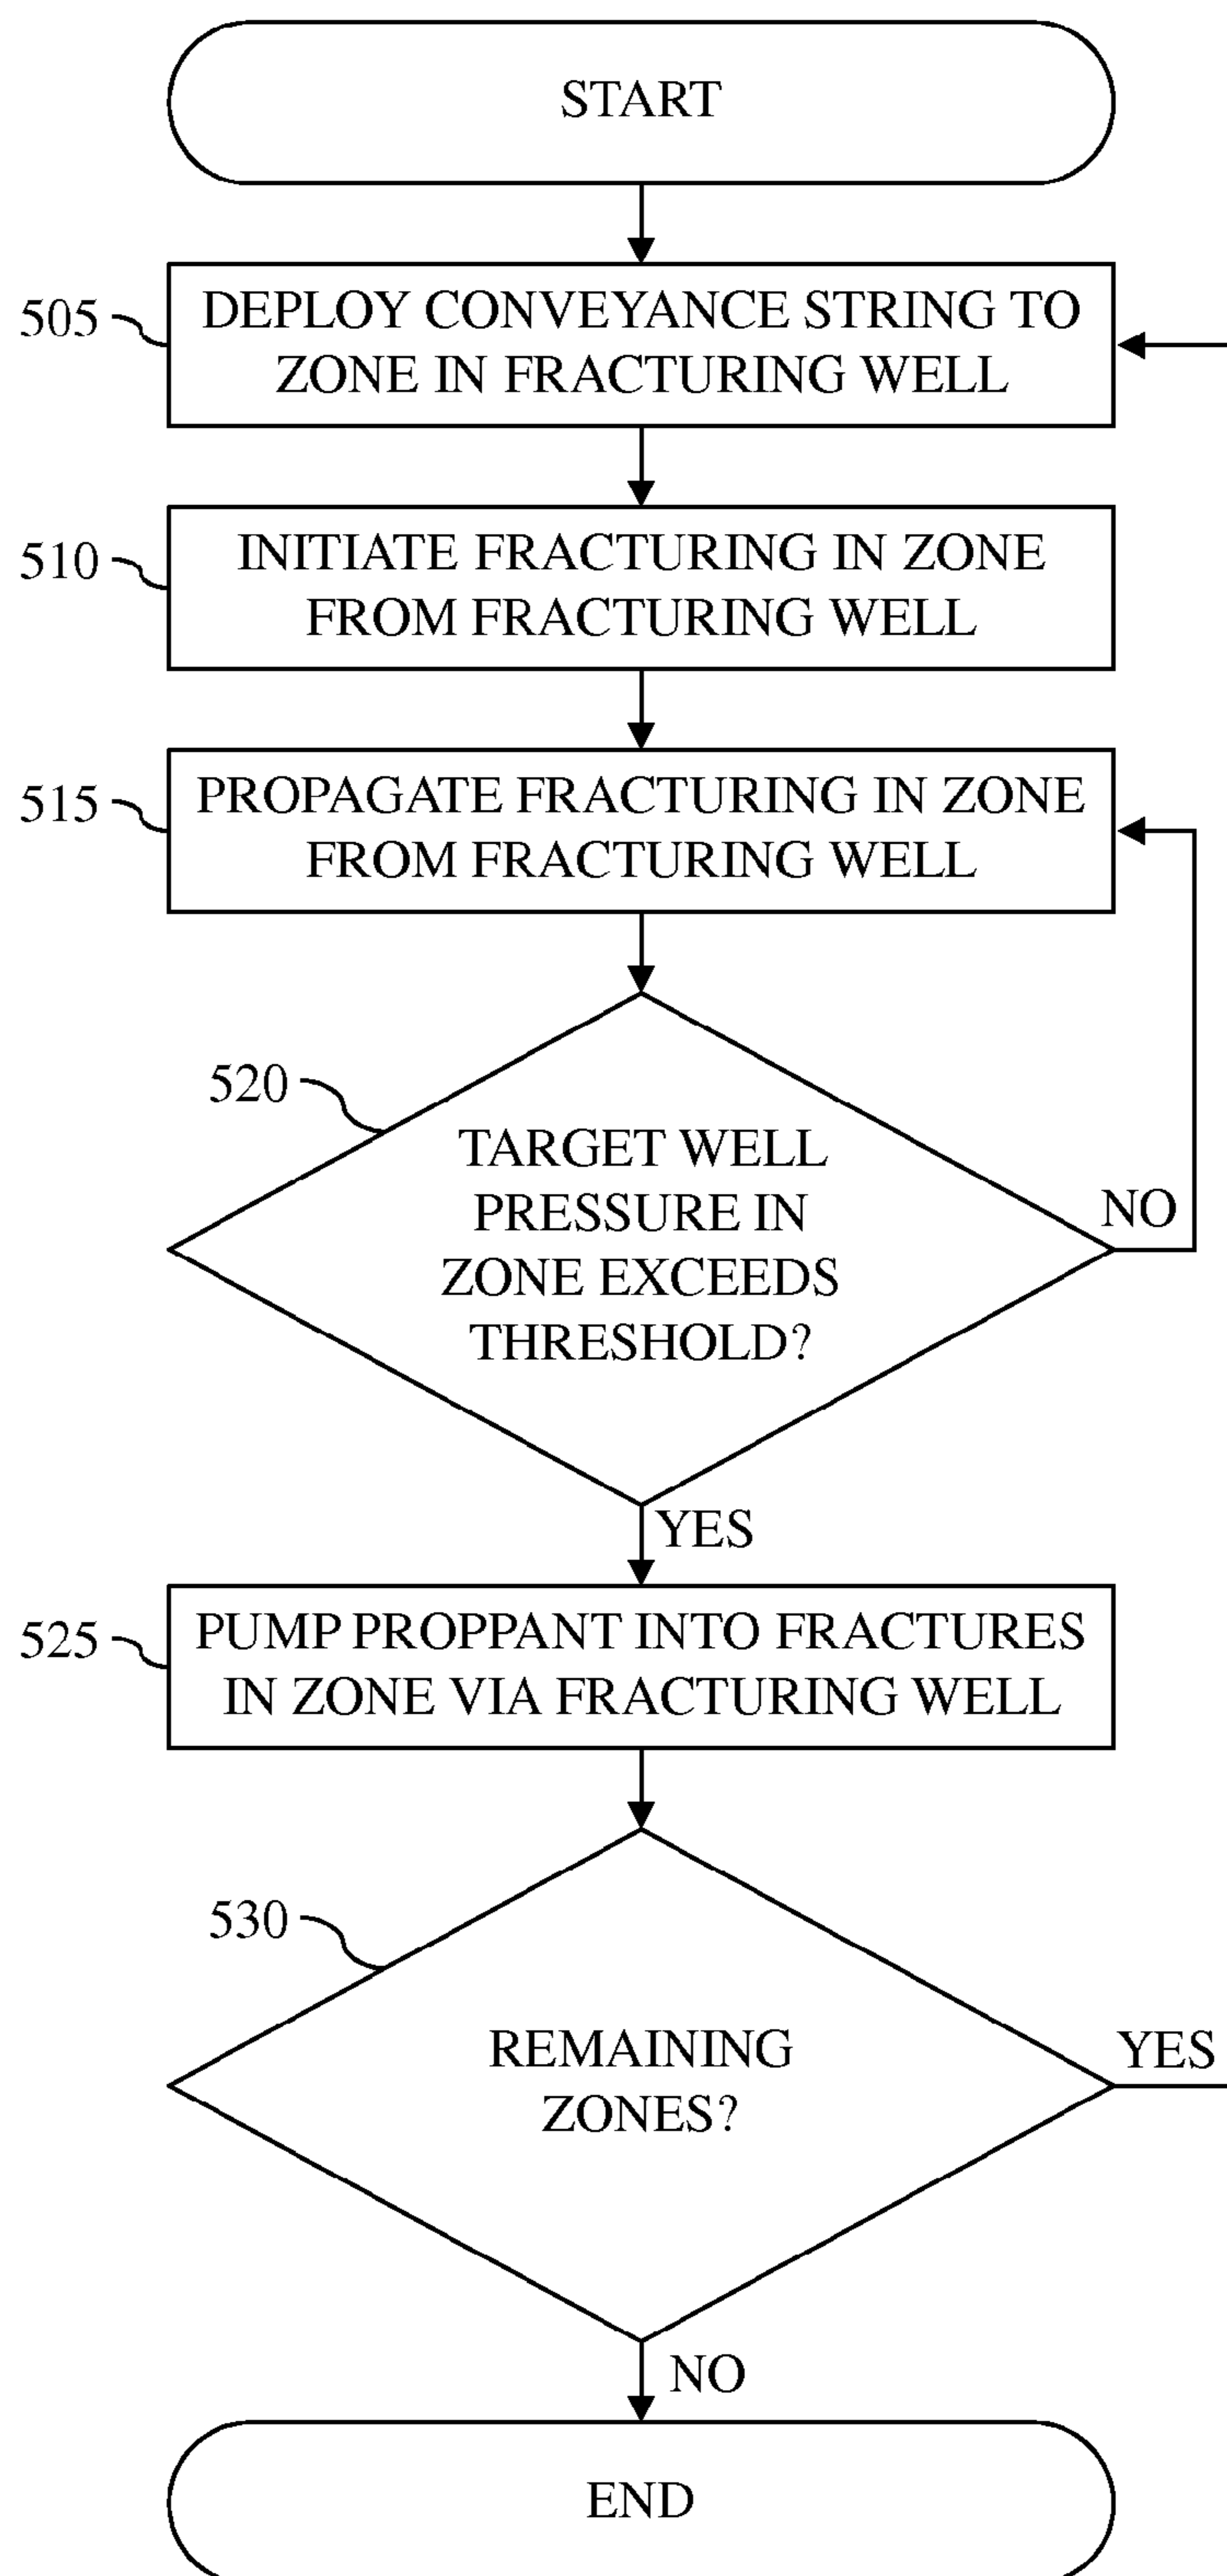 START
505
DEPLOY CONVEYANCE STRING TO
ZONE IN FRACTURING WELL
510
INITIATE FRACTURING IN ZONE
FROM FRACTURING WELL
515
PROPAGATE FRACTURING IN ZONE
FROM FRACTURING WELL
520
TARGET WELL
PRESSURE IN
ZONE EXCEEDS
THRESHOLD?
NO
YES
525
PUMP PROPPANT INTO FRACTURES
IN ZONE VIA FRACTURING WELL
530
REMAINING
ZONES?
YES
NO
END